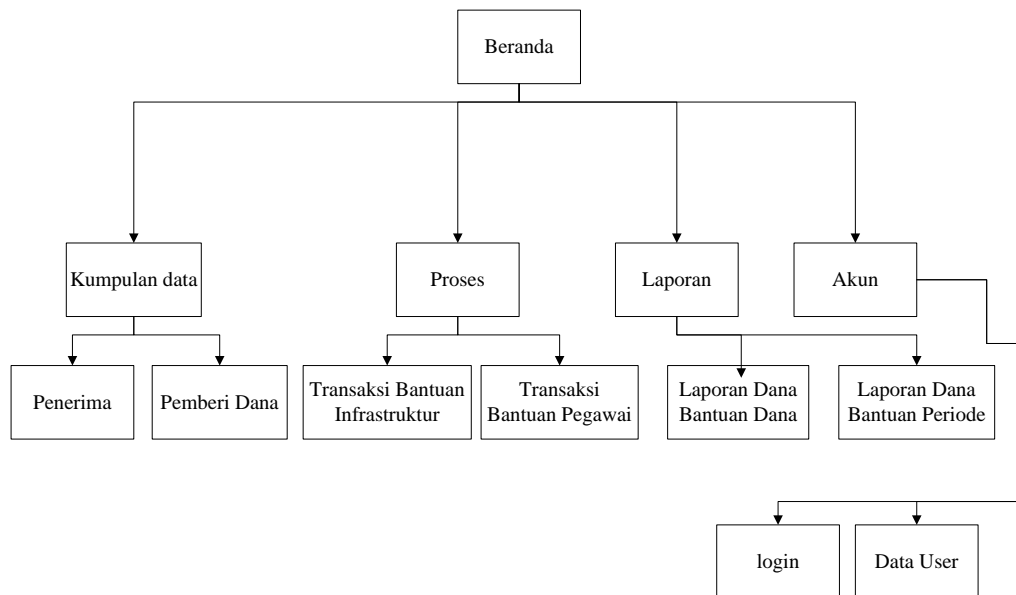 Beranda
Kumpulan data
Proses
Laporan
Akun
Penerima
Pemberi Dana
Transaksi Bantuan
Infrastruktur
Transaksi
Bantuan Pegawai
Laporan Dana
Bantuan Dana
Laporan Dana
Bantuan Periode
login
Data User